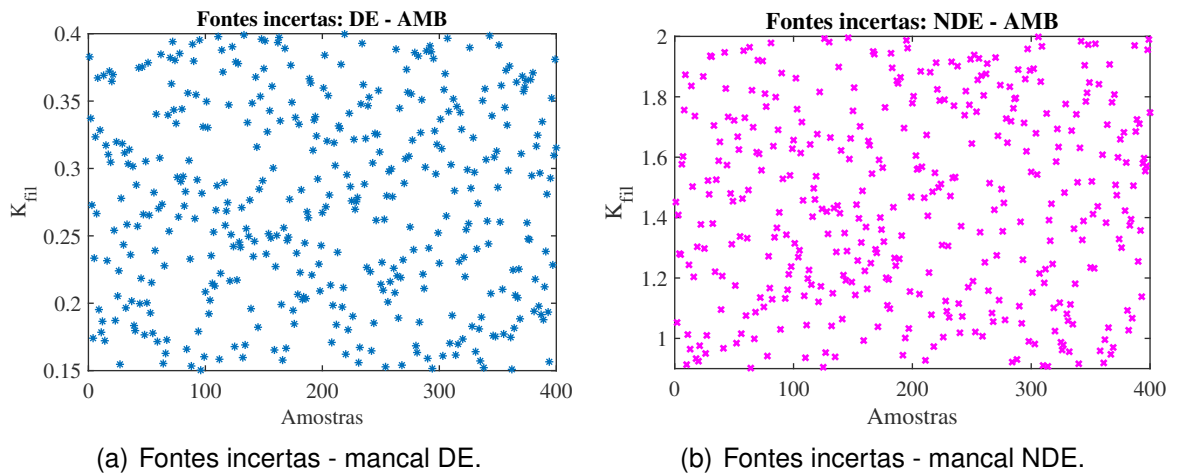 Fontes incertas: DE - AMB
0.4
0.35
0.3
0.25
0.2
0.15
K_fil
0 100 200 300 400
Amostras
(a) Fontes incertas - mancal DE.
Fontes incertas: NDE - AMB
2
1.8
1.6
1.4
1.2
1
K_fil
0 100 200 300 400
Amostras
(b) Fontes incertas - mancal NDE.